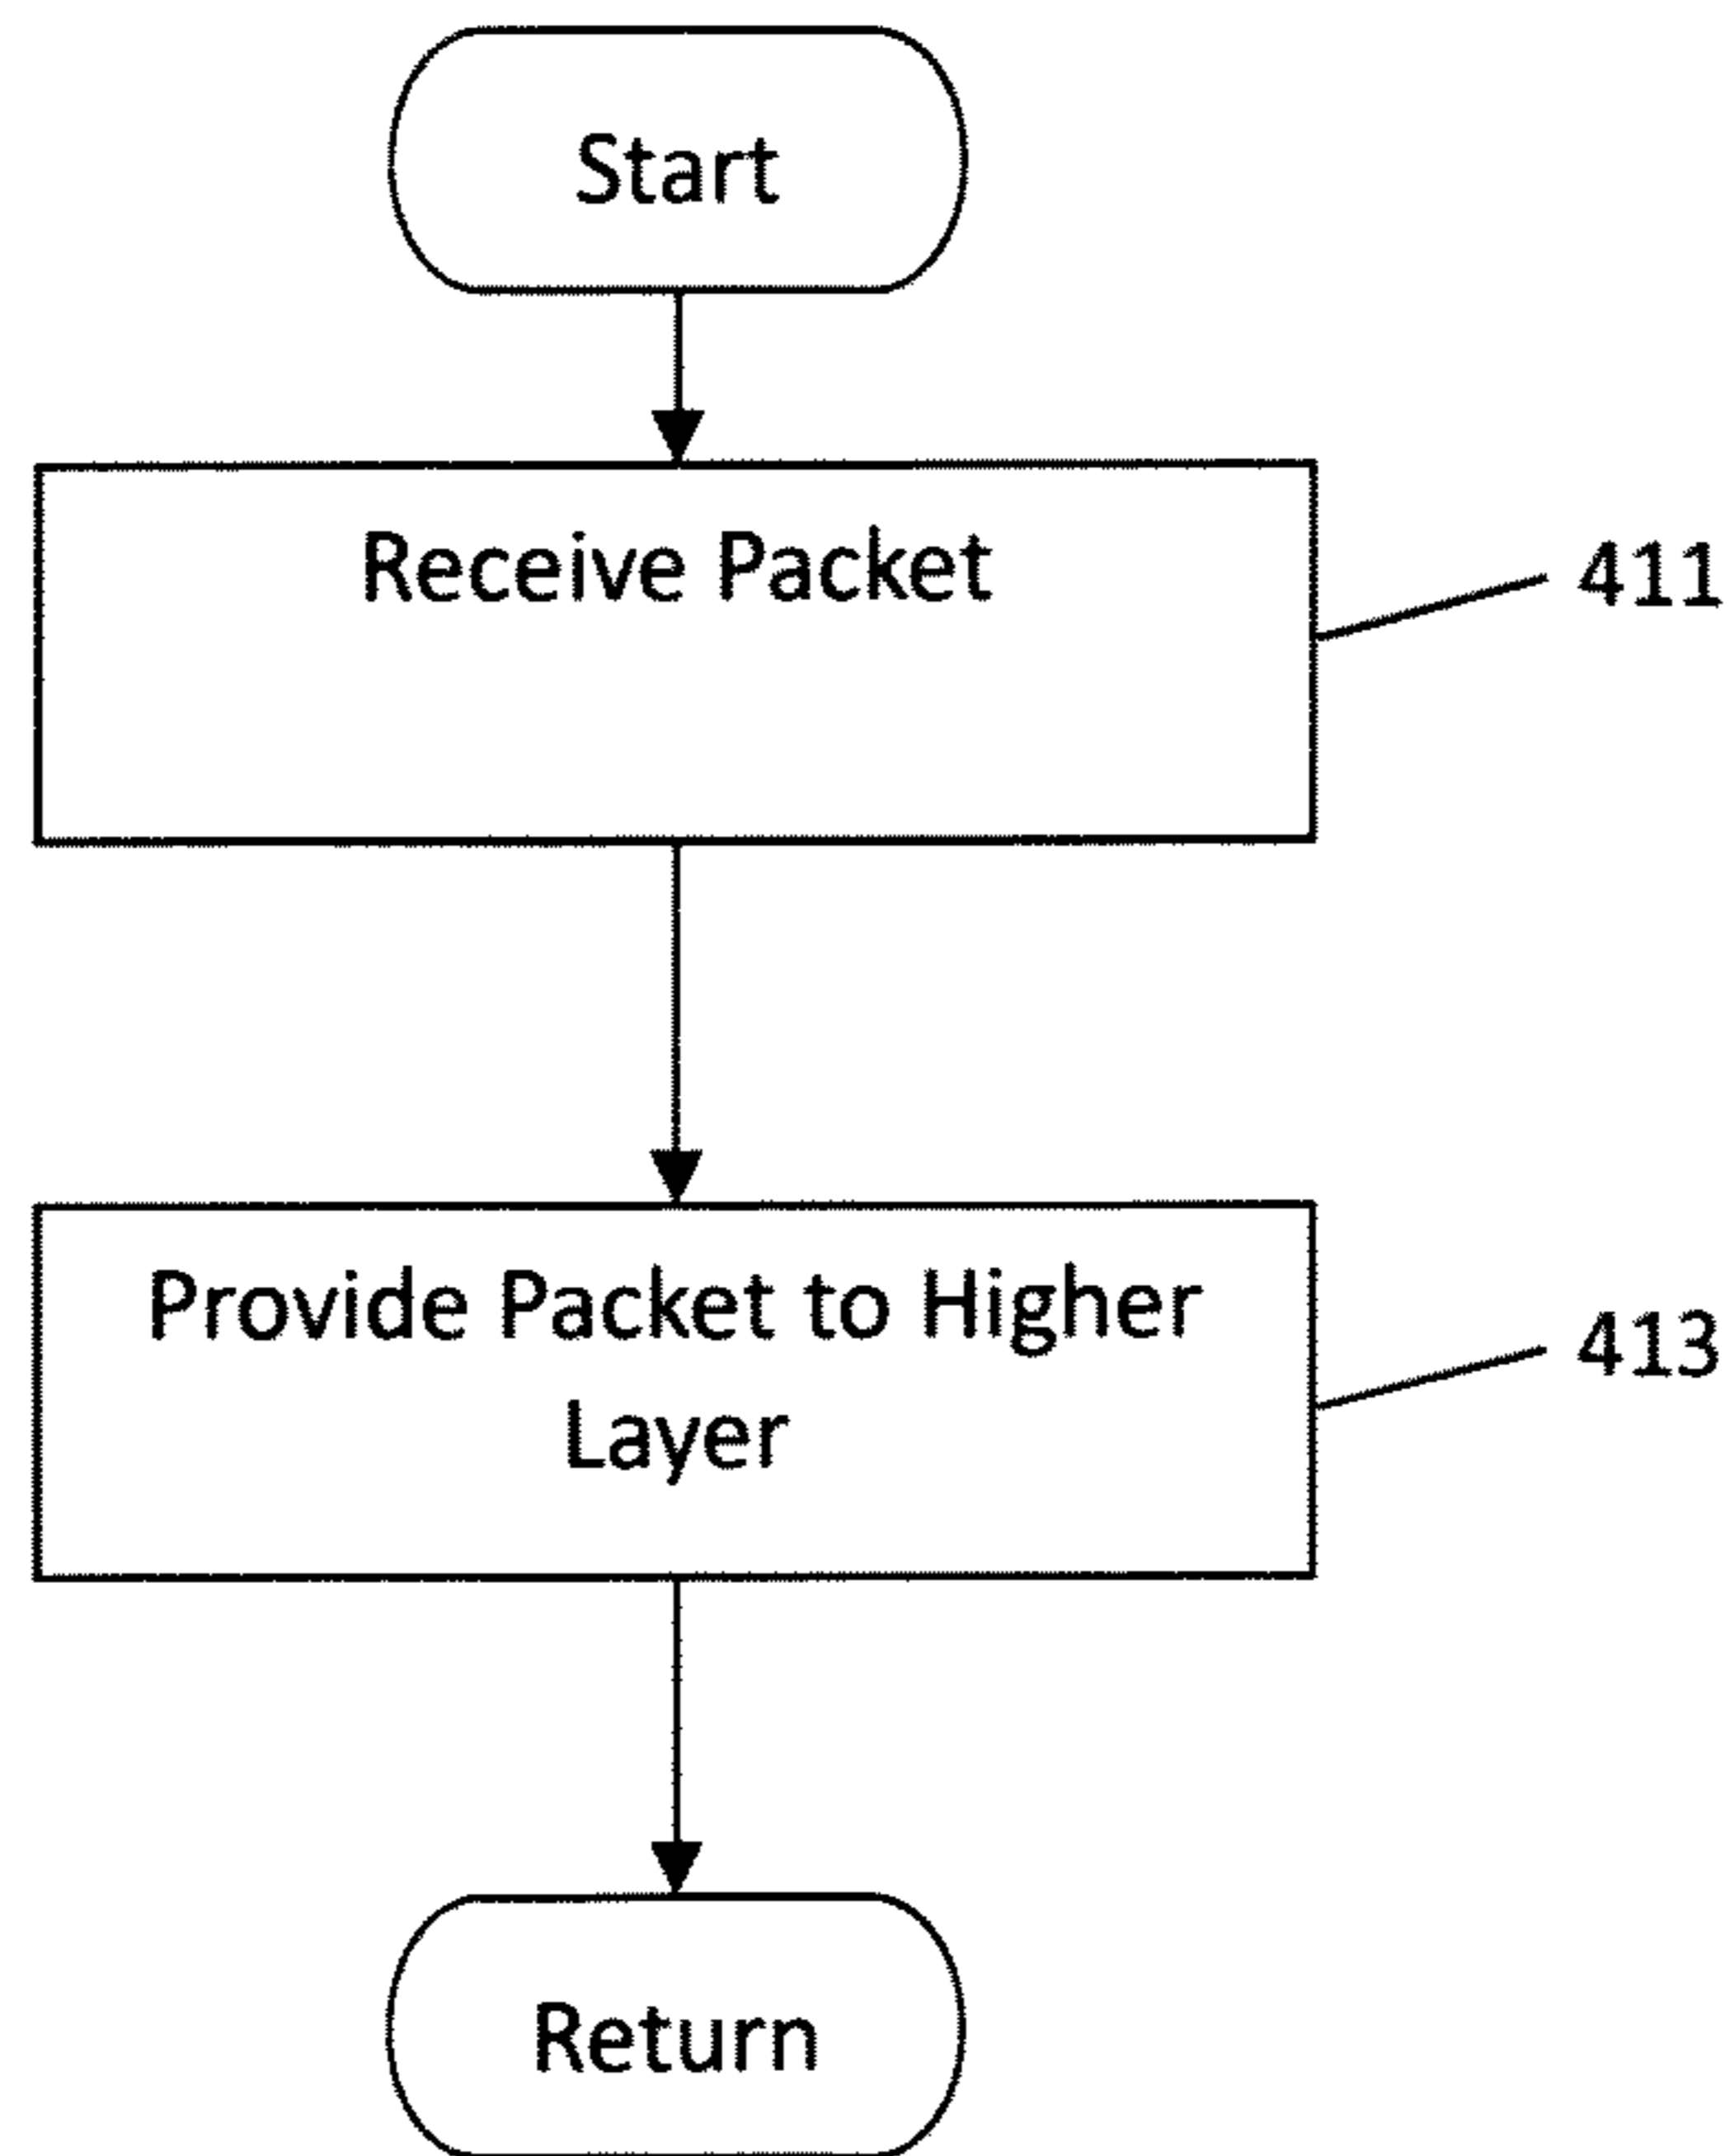 Start
Receive Packet
411
Provide Packet to Higher
Layer
413
Return